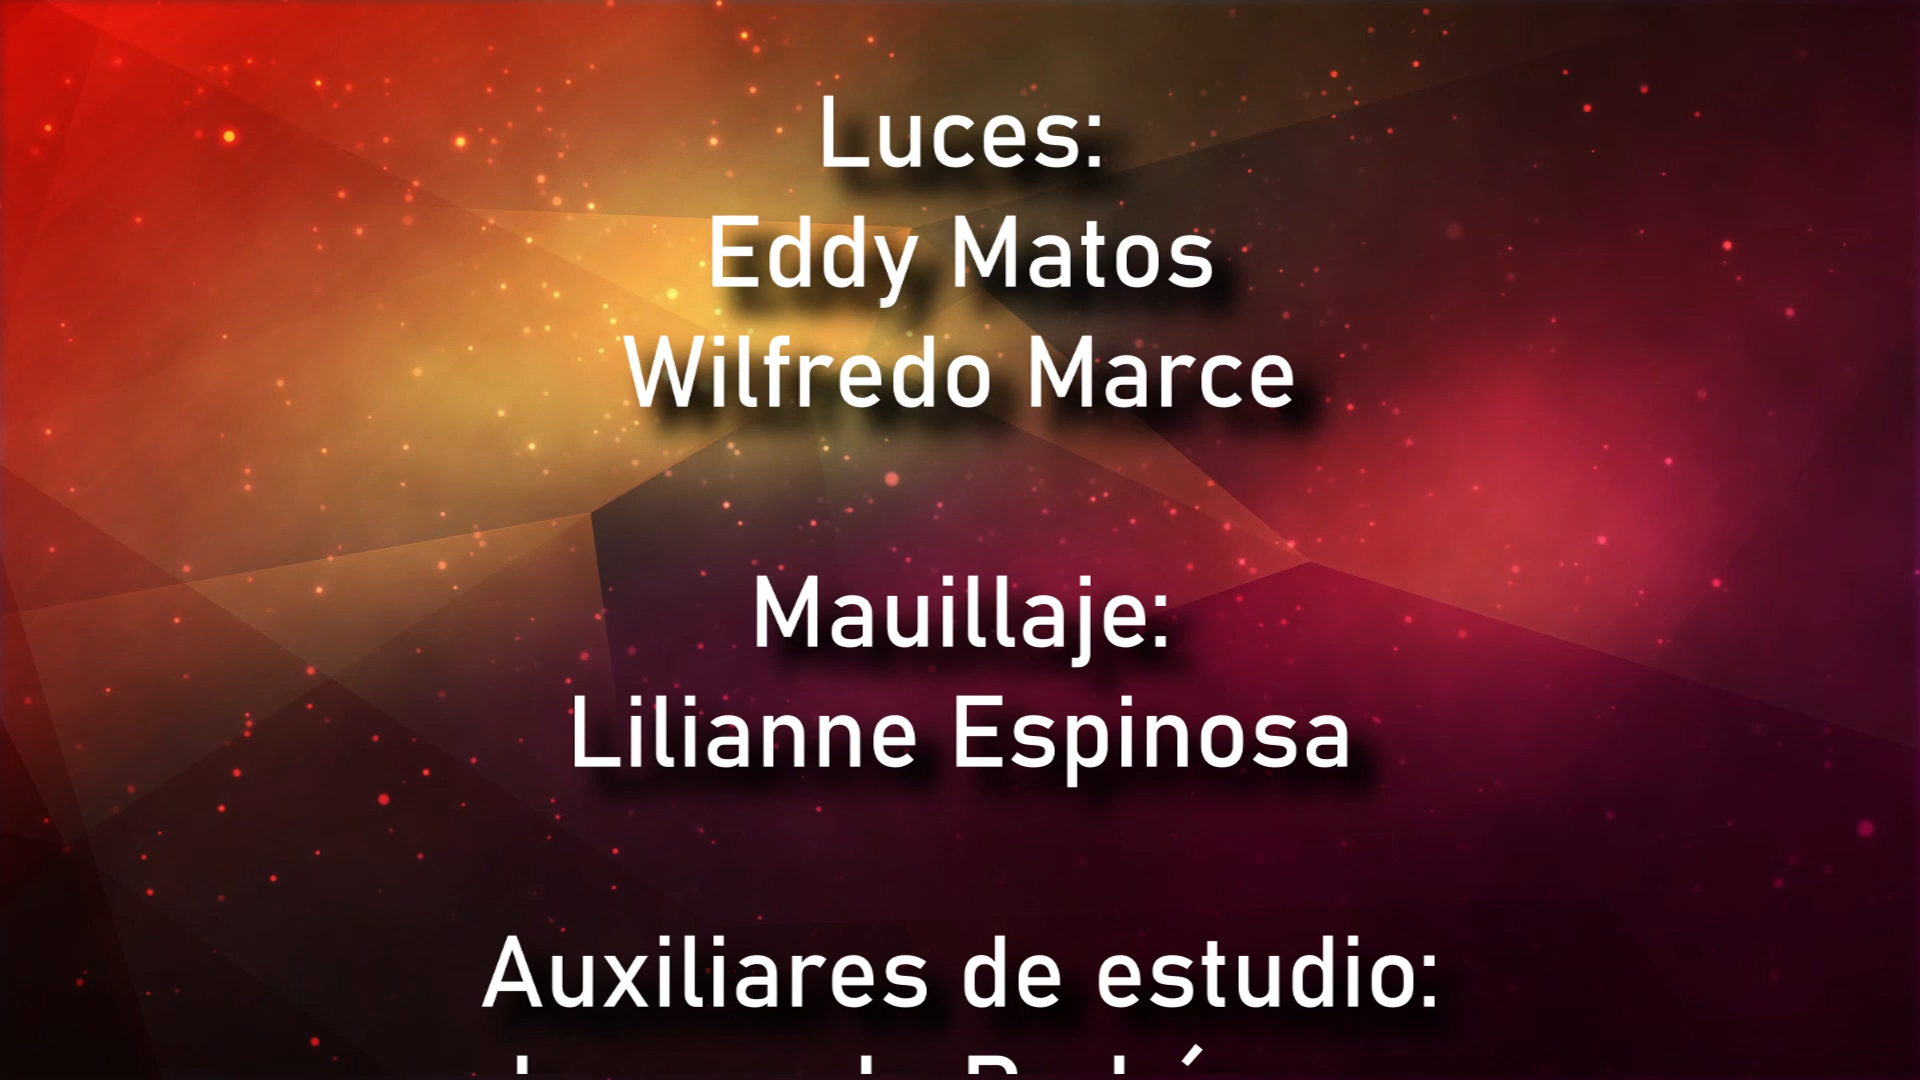 Luces:
Eddy Matos
Wilfredo Marce
Mauillaje:
Lilianne Espinosa
Auxiliares de estudio: